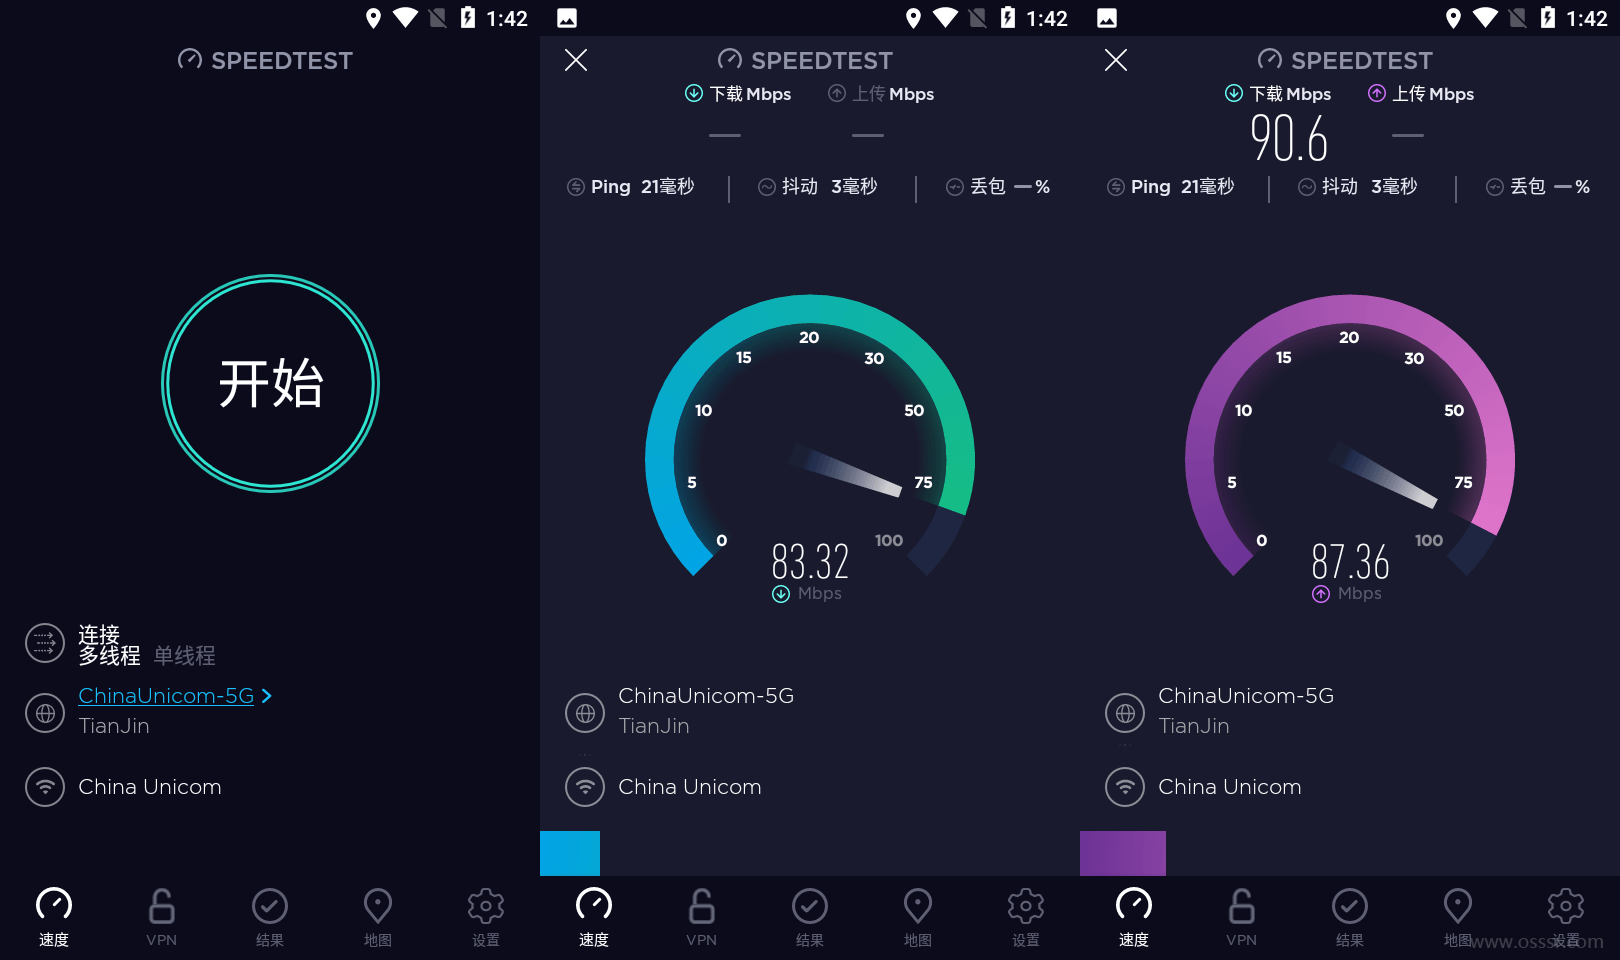 1:42
SPEEDTEST
开始
连接
多线程 单线程
ChinaUnicom-5G
TianJin
China Unicom
速度 VPN 结果 地图 设置
1:42
SPEEDTEST
下载 Mbps 上传 Mbps
— —
Ping 21毫秒 抖动 3毫秒 丢包 —%
20
15 30
10 50
5 75
0 100
83.32
Mbps
ChinaUnicom-5G
TianJin
China Unicom
速度 VPN 结果 地图 设置
1:42
SPEEDTEST
下载 Mbps 上传 Mbps
90.6 —
Ping 21毫秒 抖动 3毫秒 丢包 —%
20
15 30
10 50
5 75
0 100
87.36
Mbps
ChinaUnicom-5G
TianJin
China Unicom
速度 VPN 结果 地图 设置